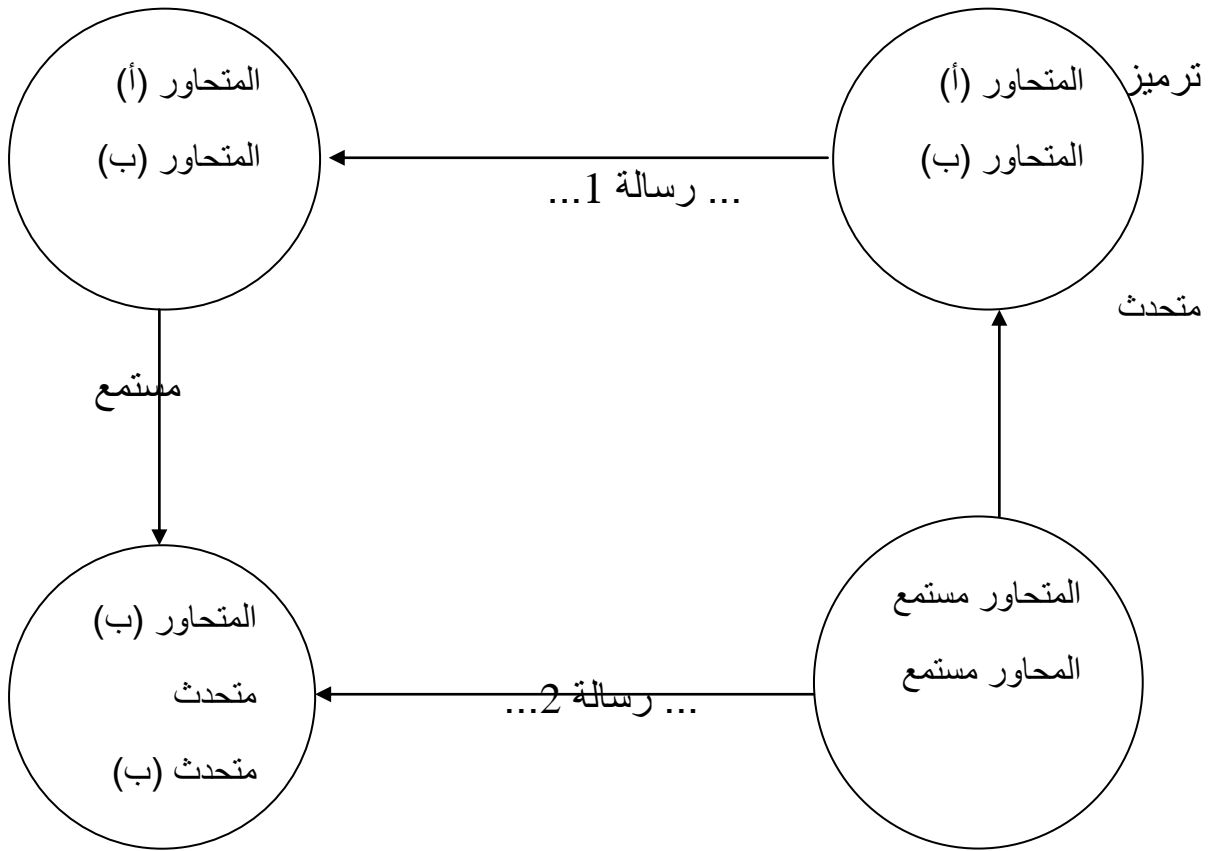 ترميز
المتحاور (أ)
المتحاور (ب)
متحدث
... رسالة 1...
المتحاور (أ)
المتحاور (ب)
مستمع
المتحاور مستمع
المحاور مستمع
... رسالة 2...
المتحاور (ب)
متحدث
متحدث (ب)